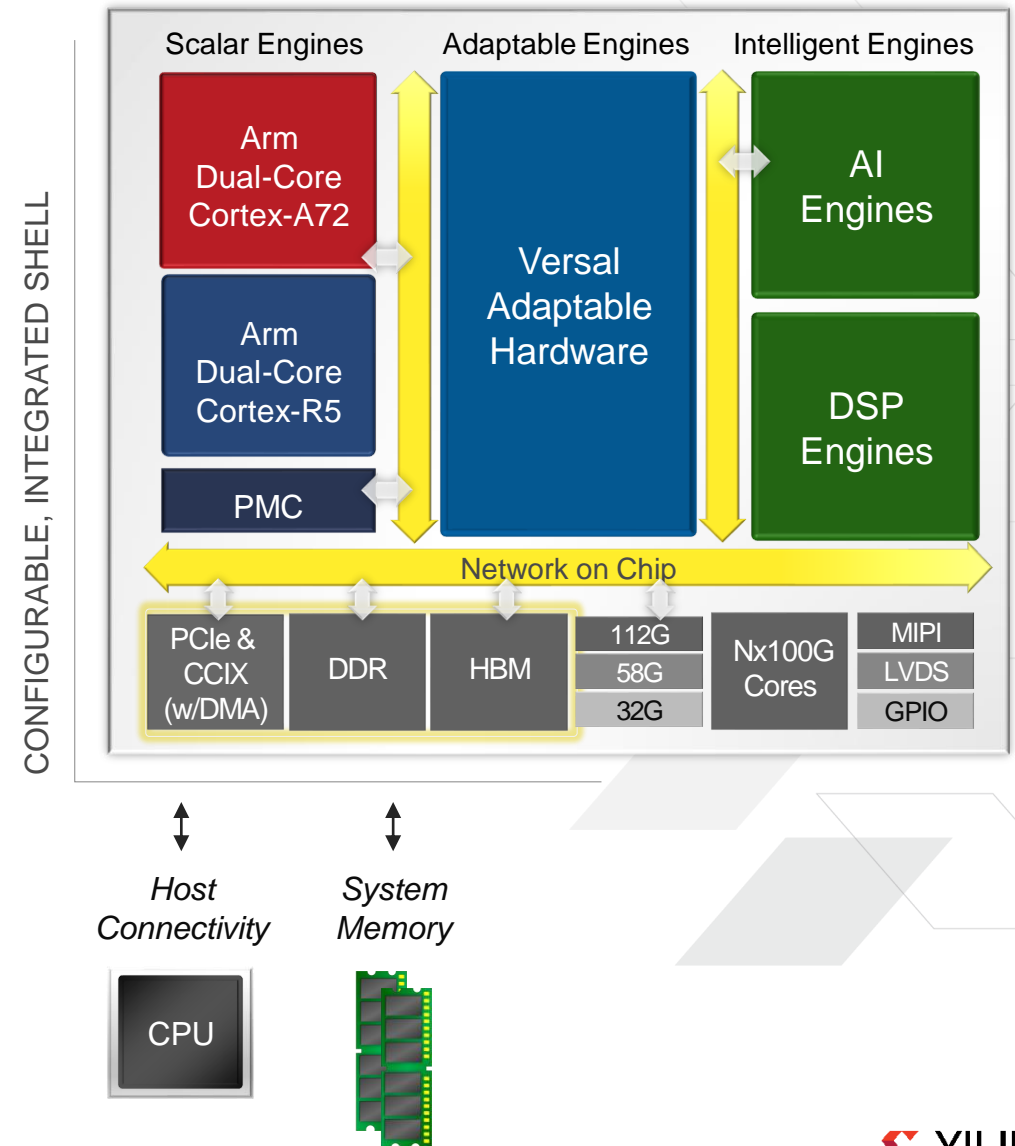 Scalar Engines
Adaptable Engines
Intelligent Engines
Arm
Dual-Core
Cortex-A72
Arm
Dual-Core
Cortex-R5
PMC
Versal
Adaptable
Hardware
AI
Engines
DSP
Engines
CONFIGURABLE, INTEGRATED SHELL
Network on Chip
PCIe &
CCIX
(w/DMA)
DDR
HBM
112G
58G
32G
Nx100G
Cores
MIPI
LVDS
GPIO
Host
Connectivity
System
Memory
CPU